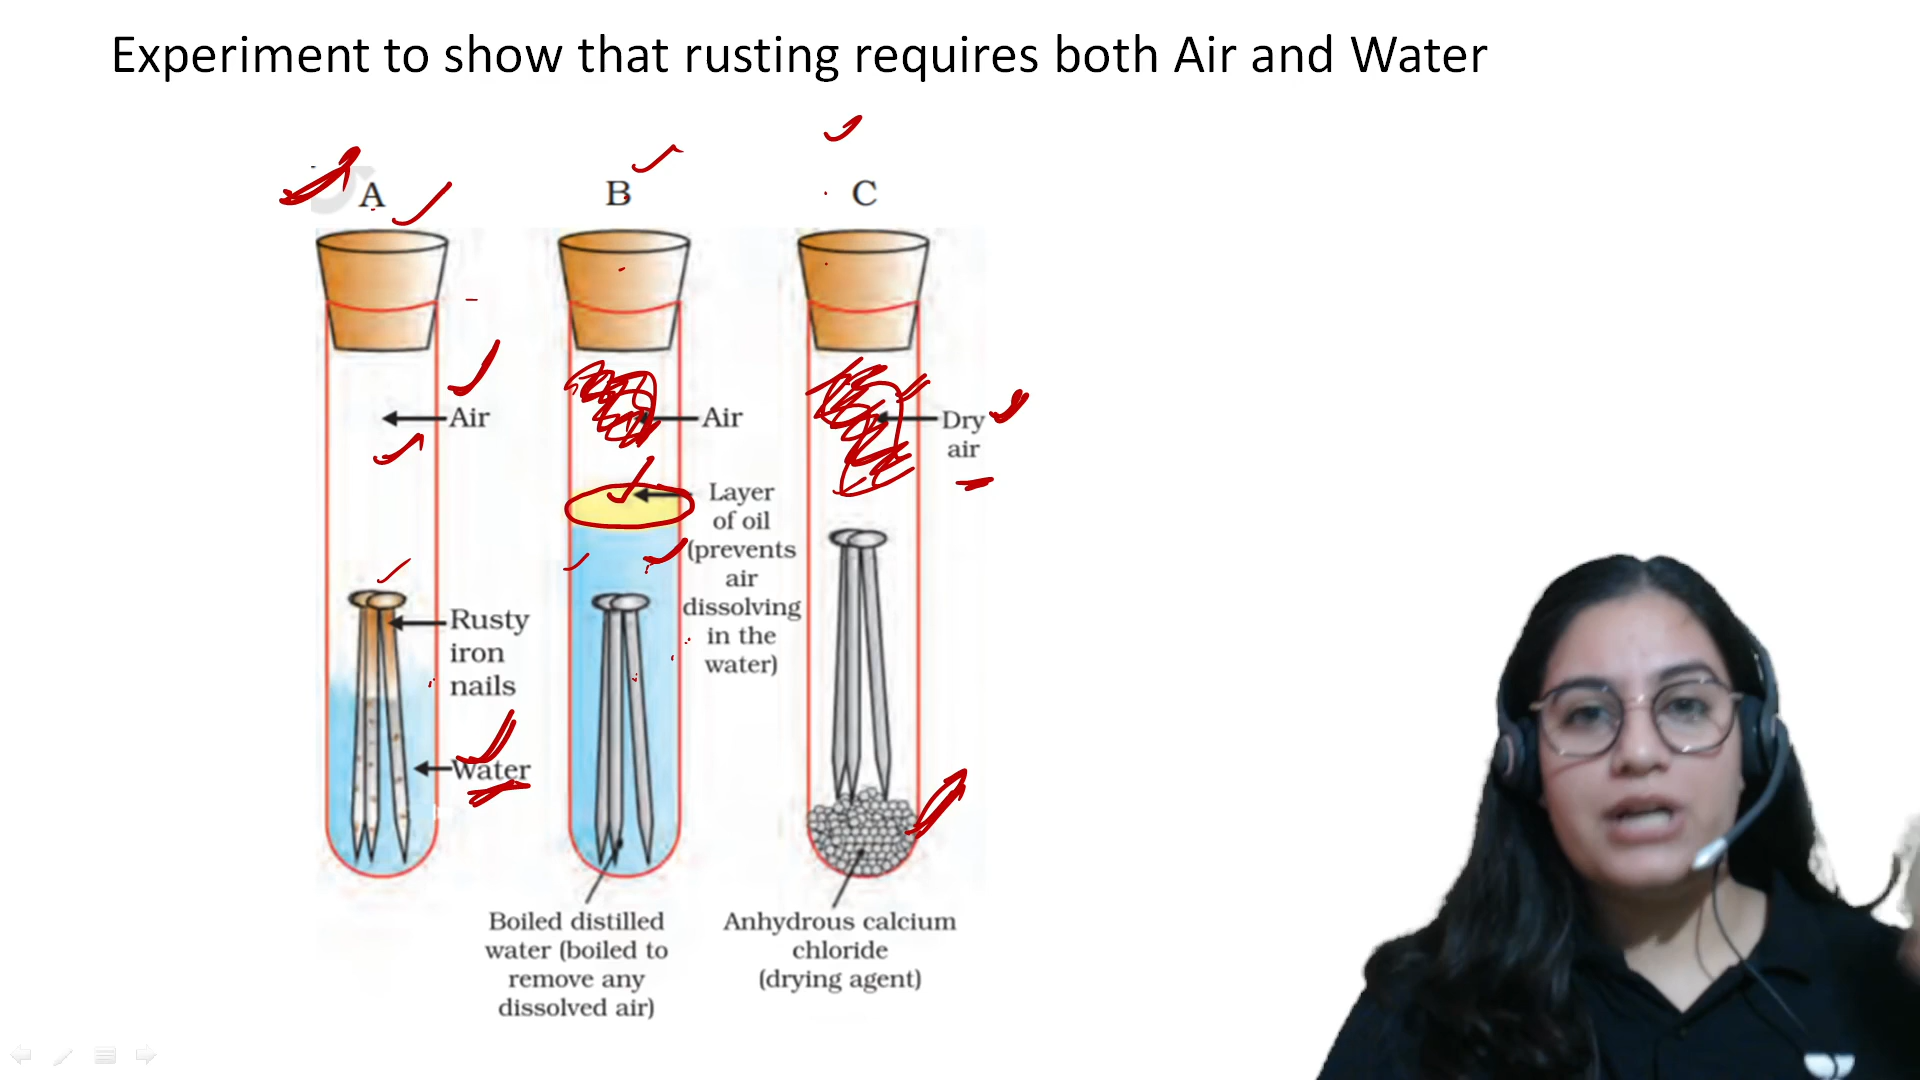 Experiment to show that rusting requires both Air and Water
A
B
C
Air
Air
Dry
air
Layer
of oil
(prevents
air
dissolving
in the
water)
Rusty
iron
nails
Water
Boiled distilled
water (boiled to
remove any
dissolved air)
Anhydrous calcium
chloride
(drying agent)